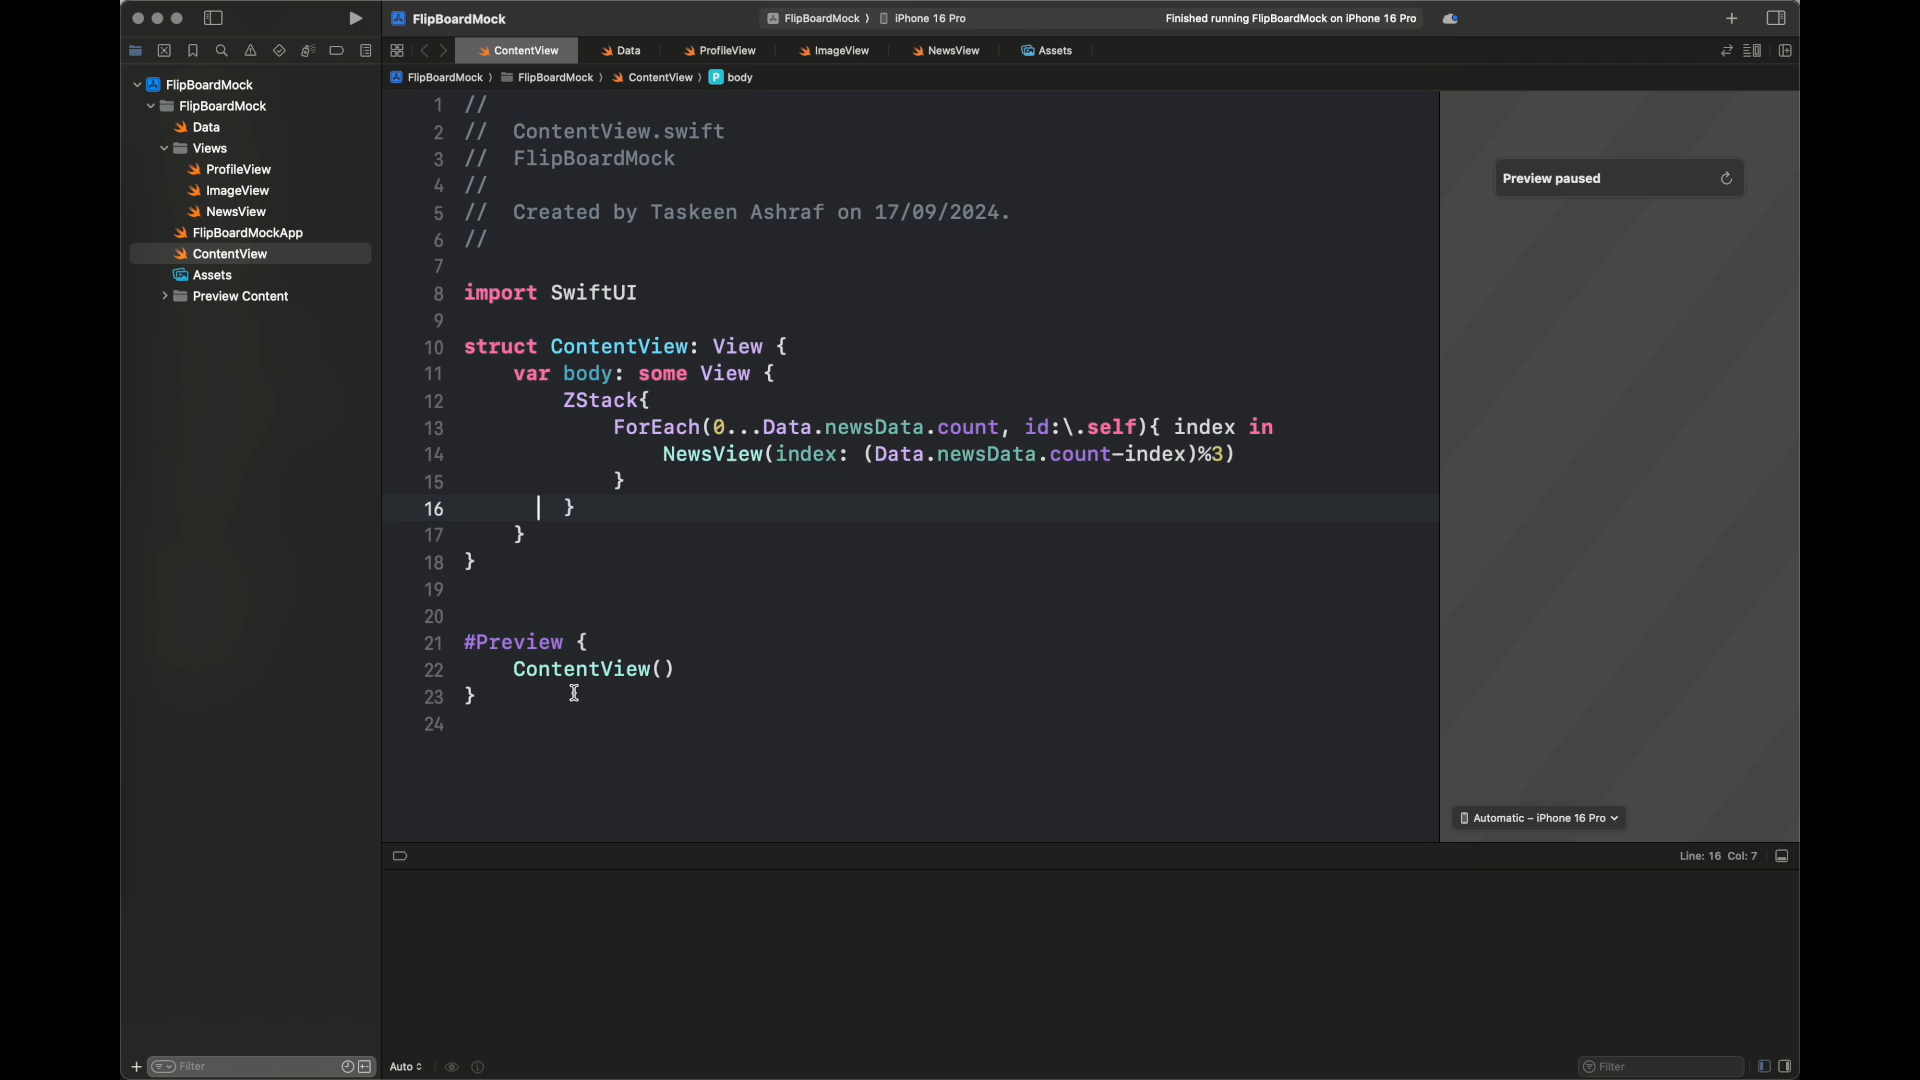 FlipBoardMock
FlipBoardMock ⟩ iPhone 16 Pro
Finished running FlipBoardMock on iPhone 16 Pro
ContentView
Data
ProfileView
ImageView
NewsView
Assets
FlipBoardMock ⟩ FlipBoardMock ⟩ ContentView ⟩ P body
FlipBoardMock
FlipBoardMock
Data
Views
ProfileView
ImageView
NewsView
FlipBoardMockApp
ContentView
Assets
Preview Content
1 //
2 //  ContentView.swift
3 //  FlipBoardMock
4 //
5 //  Created by Taskeen Ashraf on 17/09/2024.
6 //
7
8 import SwiftUI
9
10 struct ContentView: View {
11     var body: some View {
12         ZStack{
13             ForEach(0...Data.newsData.count, id:\.self){ index in
14                 NewsView(index: (Data.newsData.count-index)%3)
15             }
16         }
17     }
18 }
19
20
21 #Preview {
22     ContentView()
23 }
24
Preview paused
Automatic – iPhone 16 Pro
Line: 16 Col: 7
Filter
Auto
Filter